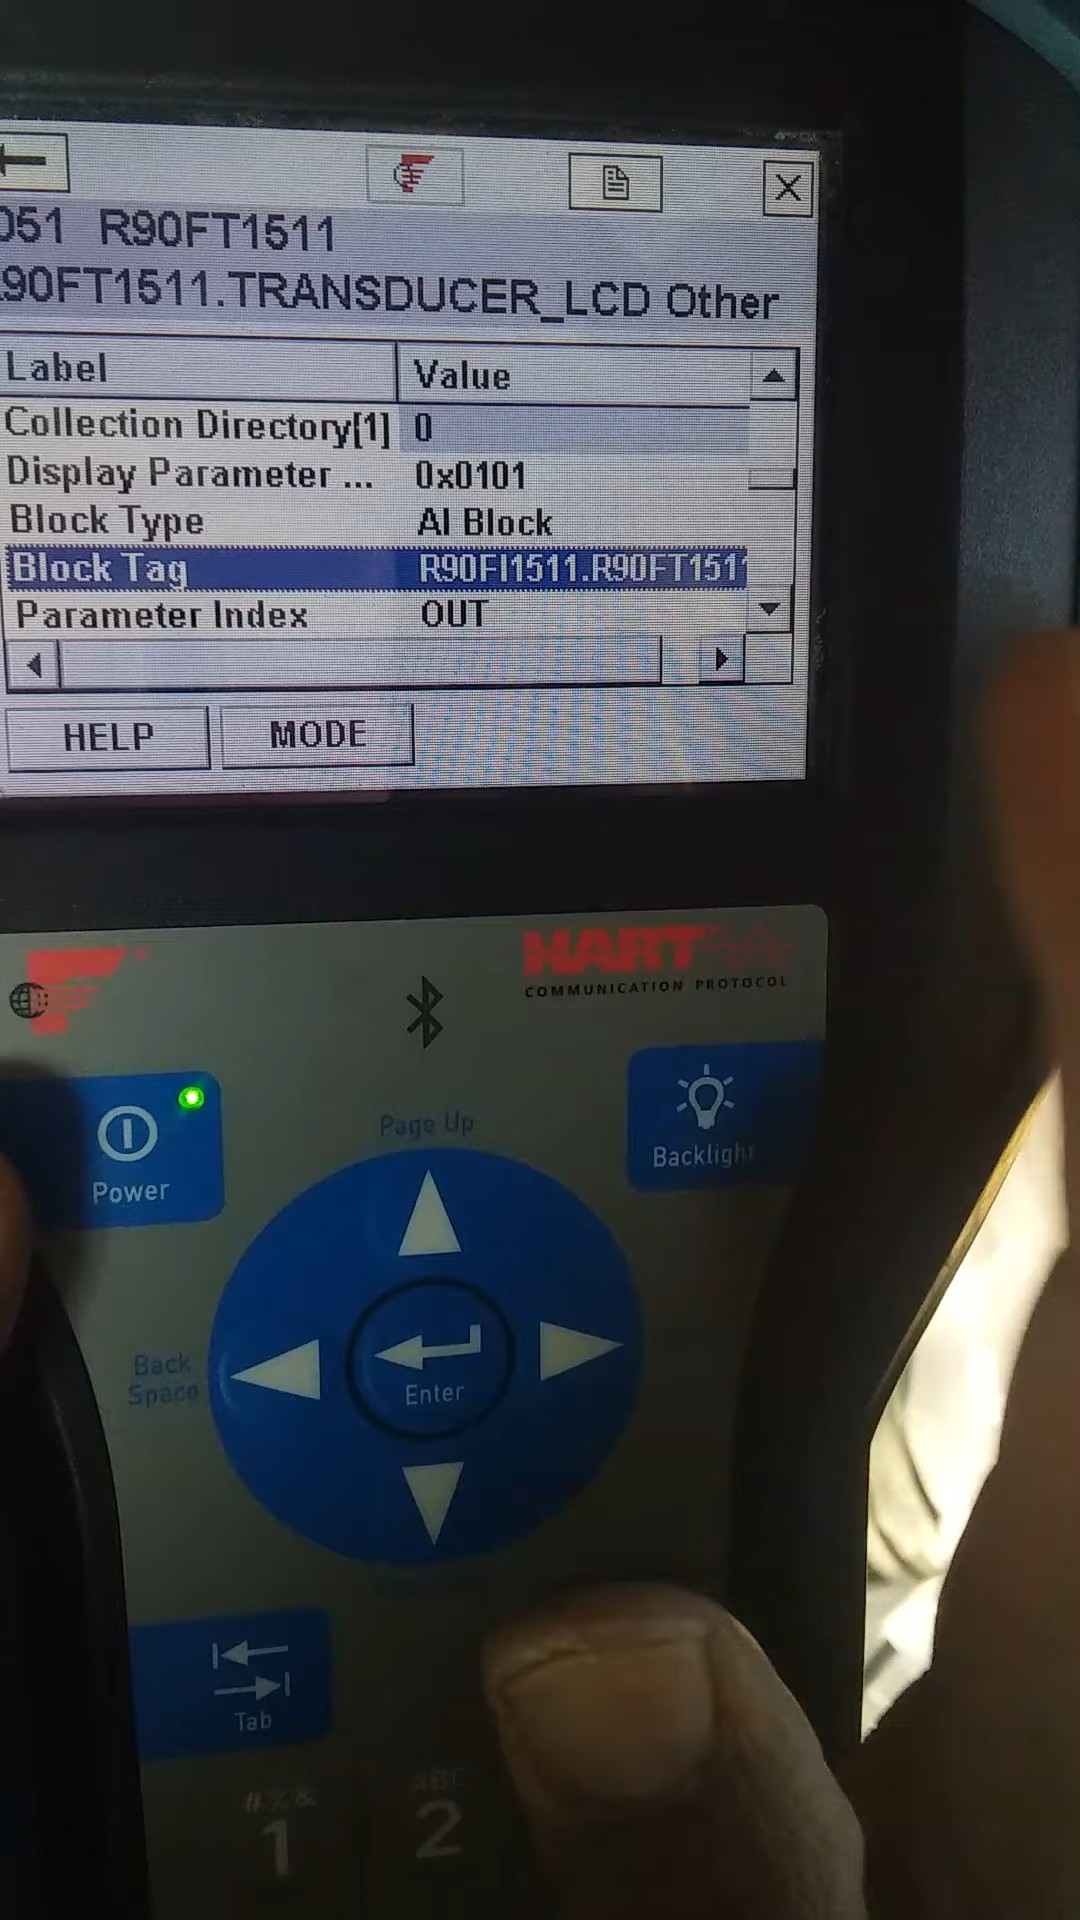 051 R90FT1511
90FT1511.TRANSDUCER_LCD Other
Label Value
Collection Directory[1] 0
Display Parameter ... 0x0101
Block Type AI Block
Block Tag R90FI1511.R90FT151
Parameter Index OUT
HELP MODE
HART
COMMUNICATION PROTOCOL
Page Up
Power
Backlight
Back
Space
Enter
Tab
#%&
1
ABC
2